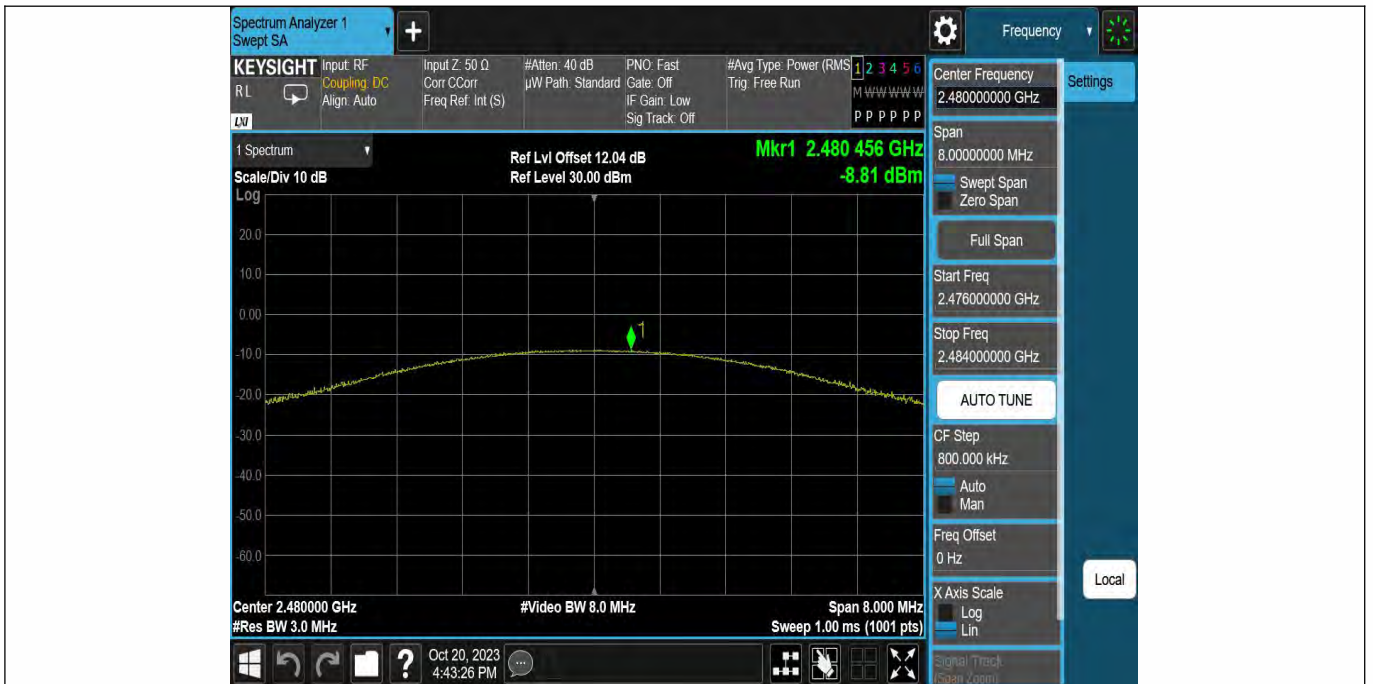 Spectrum Analyzer 1
Swept SA
+
Frequency
KEYSIGHT
RL
LXI
Input: RF
Coupling: DC
Align: Auto
Input Z: 50 Ω
Corr CCorr
Freq Ref: Int (S)
#Atten: 40 dB
µW Path: Standard
PNO: Fast
Gate: Off
IF Gain: Low
Sig Track: Off
#Avg Type: Power (RMS
Trig: Free Run
1 2 3 4 5 6
M W W W W W
P P P P P P
1 Spectrum
Scale/Div 10 dB
Log
Ref Lvl Offset 12.04 dB
Ref Level 30.00 dBm
Mkr1 2.480 456 GHz
-8.81 dBm
20.0
10.0
0.00
-10.0
-20.0
-30.0
-40.0
-50.0
-60.0
1
Center 2.480000 GHz
#Res BW 3.0 MHz
#Video BW 8.0 MHz
Span 8.000 MHz
Sweep 1.00 ms (1001 pts)
Center Frequency
2.480000000 GHz
Settings
Span
8.00000000 MHz
Swept Span
Zero Span
Full Span
Start Freq
2.476000000 GHz
Stop Freq
2.484000000 GHz
AUTO TUNE
CF Step
800.000 kHz
Auto
Man
Freq Offset
0 Hz
X Axis Scale
Log
Lin
Signal Track
(Span Zoom)
Local
?
Oct 20, 2023
4:43:26 PM